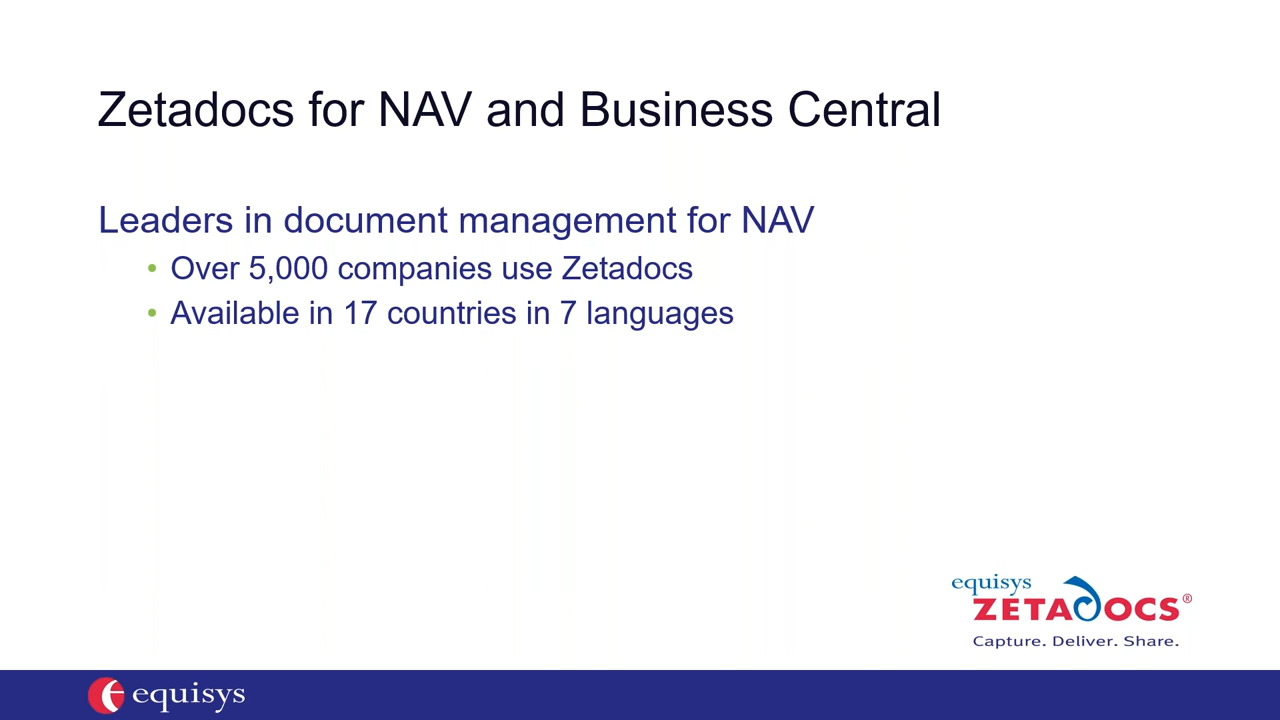 Zetadocs for NAV and Business Central
Leaders in document management for NAV
• Over 5,000 companies use Zetadocs
• Available in 17 countries in 7 languages
equisys
ZETADOCS®
Capture. Deliver. Share.
equisys